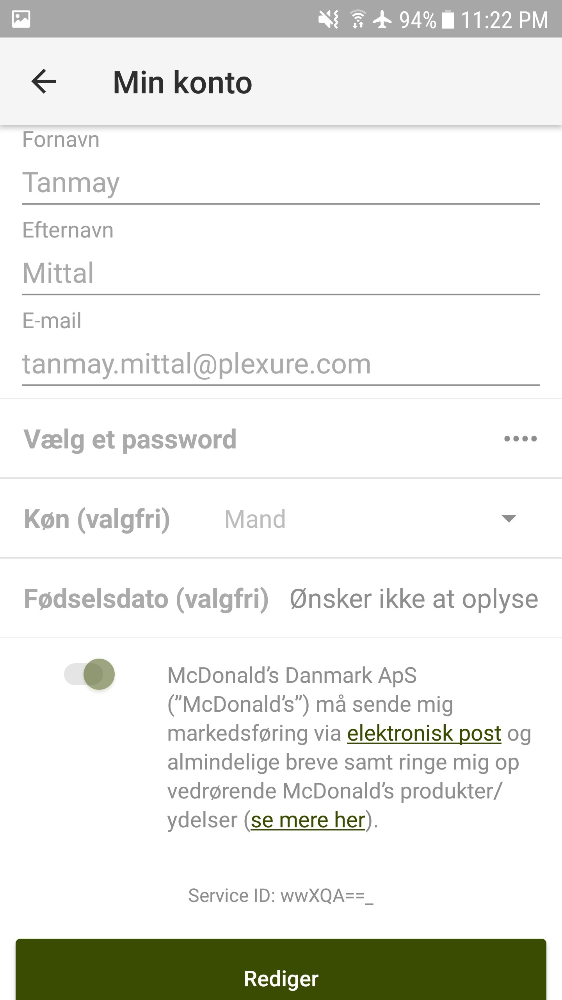 94% 11:22 PM
Min konto
Fornavn
Tanmay
Efternavn
Mittal
E-mail
tanmay.mittal@plexure.com
Vælg et password ••••
Køn (valgfri) Mand
Fødselsdato (valgfri) Ønsker ikke at oplyse
McDonald’s Danmark ApS
(”McDonald’s”) må sende mig
markedsføring via elektronisk post og
almindelige breve samt ringe mig op
vedrørende McDonald’s produkter/
ydelser (se mere her).
Service ID: wwXQA==_
Rediger